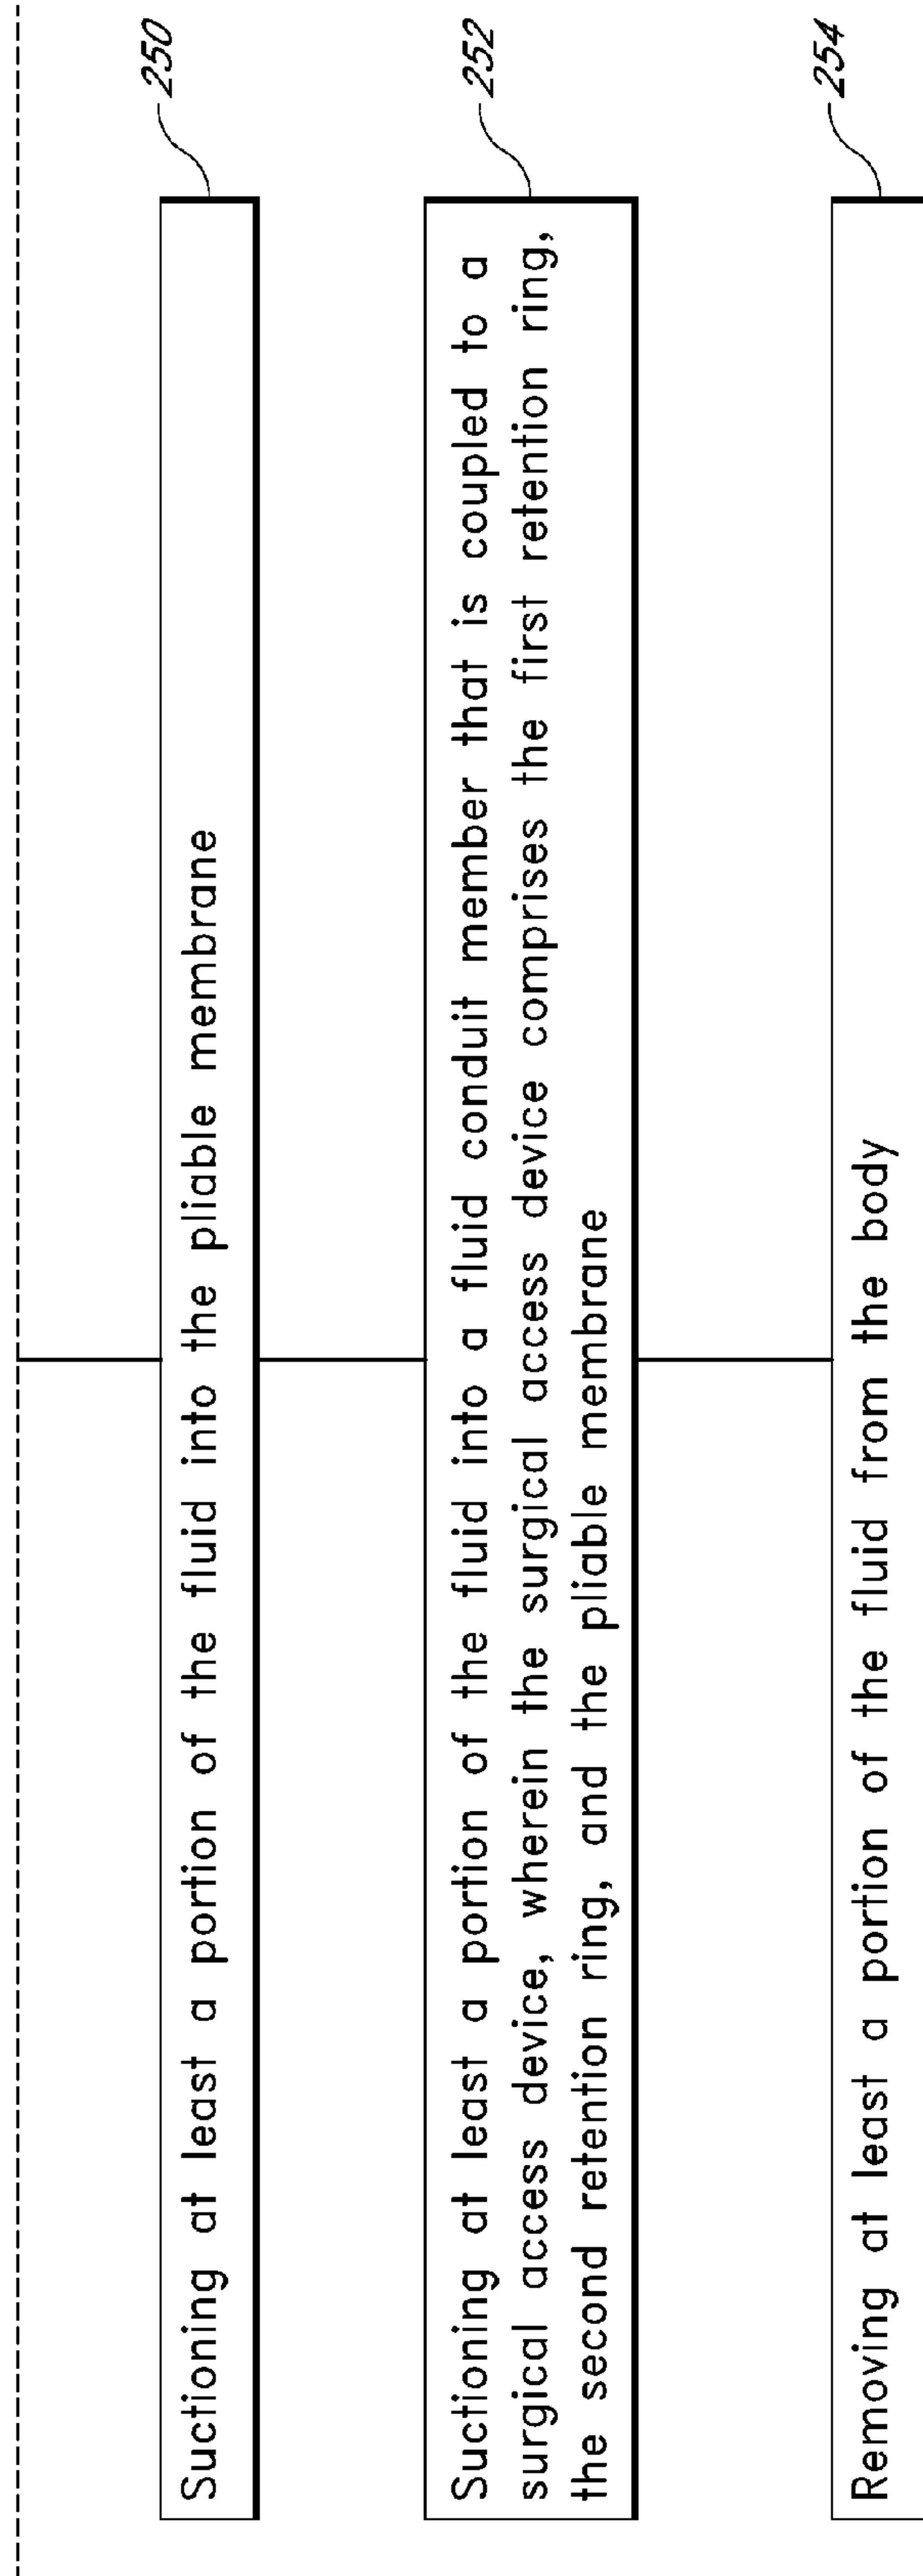 250
Suctioning at least a portion of the fluid into the pliable membrane
252
Suctioning at least a portion of the fluid into a fluid conduit member that is coupled to a
surgical access device, wherein the surgical access device comprises the first retention ring,
the second retention ring, and the pliable membrane
254
Removing at least a portion of the fluid from the body